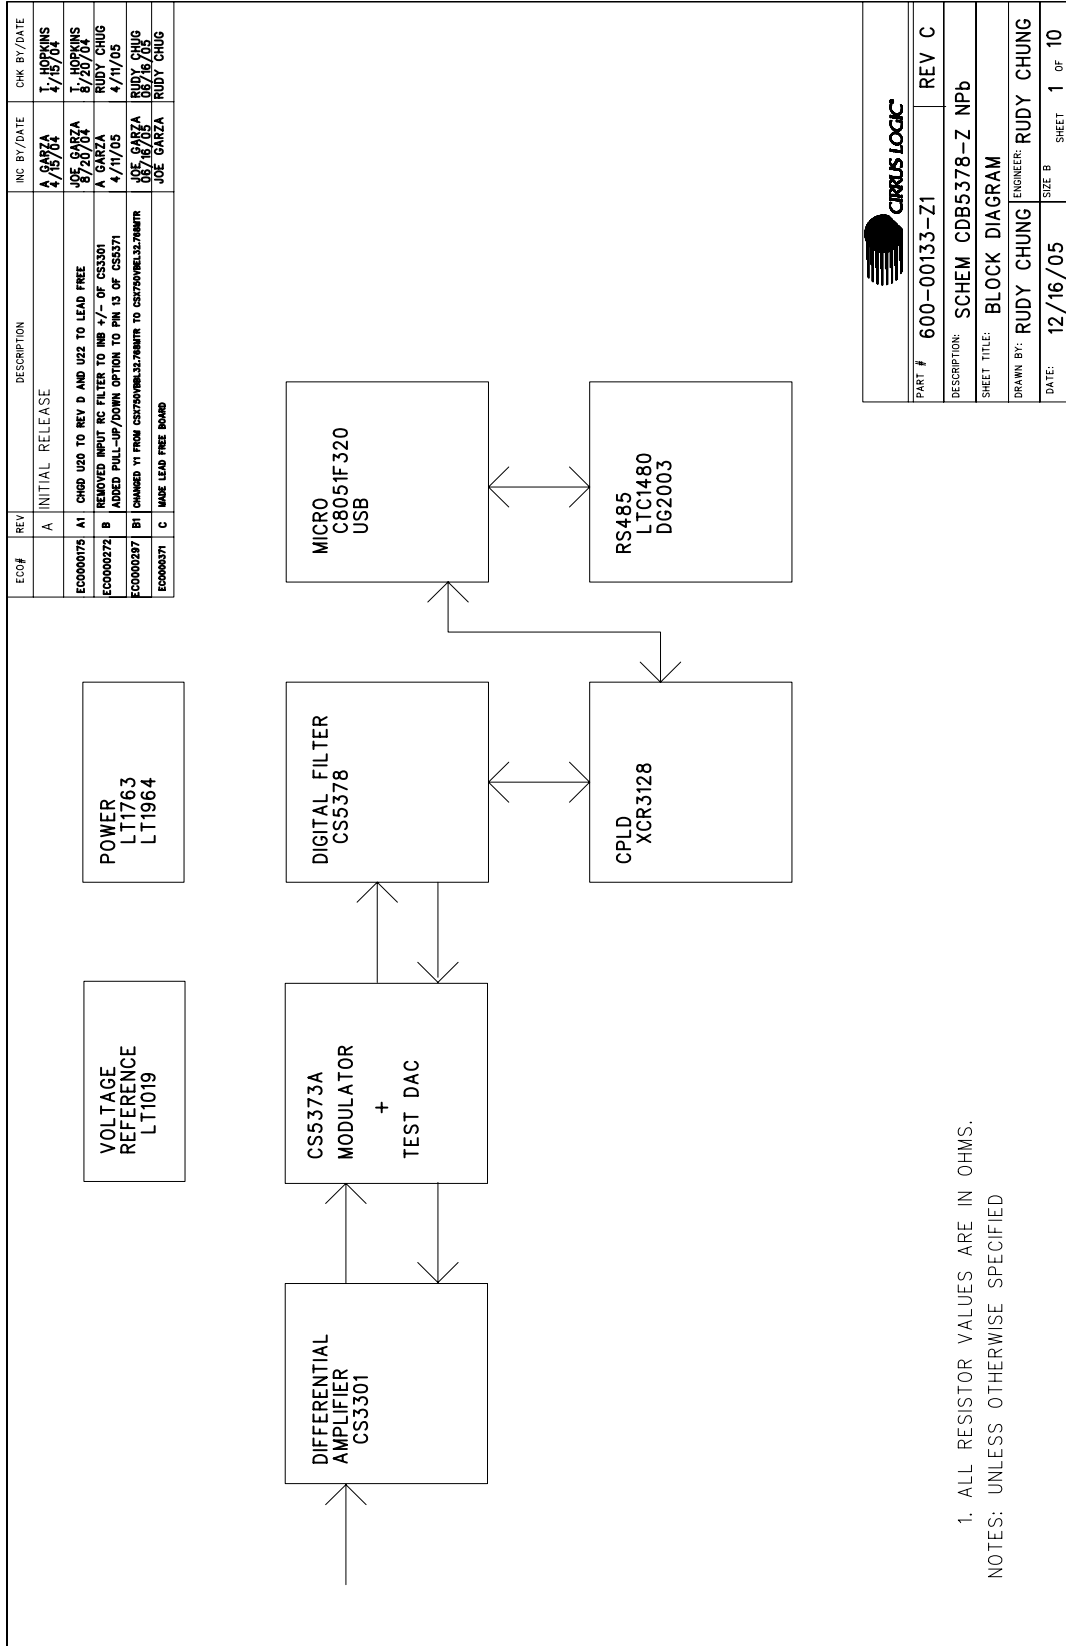 ECO# REV DESCRIPTION INC BY/DATE CHK BY/DATE
A INITIAL RELEASE A GARZA 4/15/04 T. HOPKINS 4/15/04
ECO000175 A1 CHGD U20 TO REV D AND U22 TO LEAD FREE JOE GARZA 8/20/04 T. HOPKINS 8/20/04
ECO000272 B REMOVED INPUT RC FILTER TO INB +/- OF CS3301 A GARZA RUDY CHUG
ADDED PULL-UP/DOWN OPTION TO PIN 13 OF CS5371 4/11/05 4/11/05
ECO000297 B1 CHANGED Y1 FROM TO JOE GARZA 06/16/05 RUDY CHUG 06/16/05
ECO000371 C MADE LEAD FREE BOARD JOE GARZA RUDY CHUG
VOLTAGE
REFERENCE
LT1019
POWER
LT1763
LT1964
DIFFERENTIAL
AMPLIFIER
CS3301
CS5373A
MODULATOR
+
TEST DAC
DIGITAL FILTER
CS5378
MICRO
C8051F320
USB
CPLD
XCR3128
RS485
LTC1480
DG2003
1. ALL RESISTOR VALUES ARE IN OHMS.
NOTES: UNLESS OTHERWISE SPECIFIED
CIRRUS LOGIC
PART # 600-00133-Z1 REV C
DESCRIPTION: SCHEM CDB5378-Z NPb
SHEET TITLE: BLOCK DIAGRAM
DRAWN BY: RUDY CHUNG ENGINEER: RUDY CHUNG
DATE: 12/16/05 SIZE B SHEET 1 OF 10